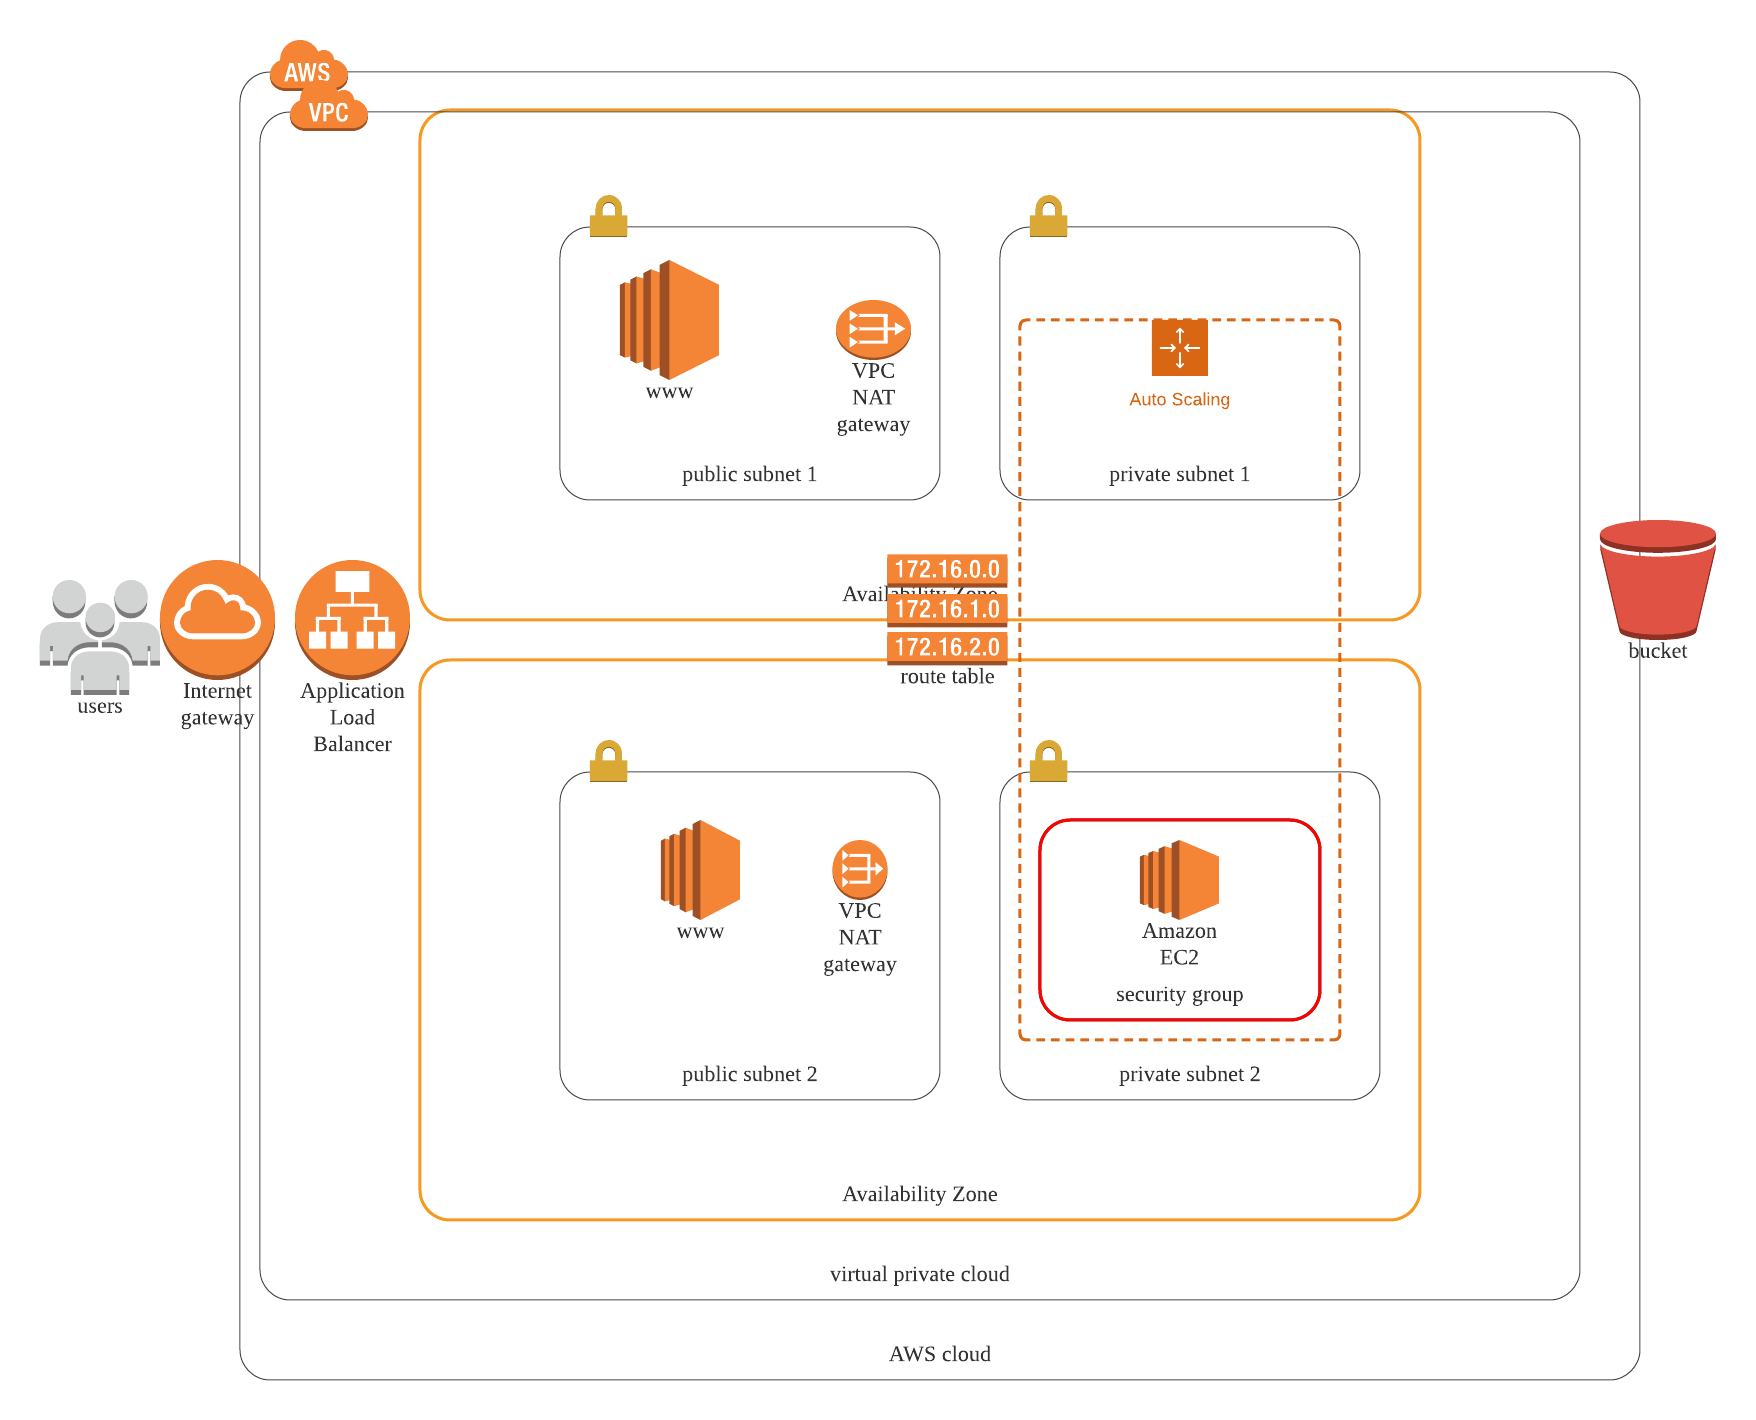 AWS
VPC
www
VPC
NAT
gateway
public subnet 1
Auto Scaling
private subnet 1
172.16.0.0
Availability Zone
172.16.1.0
172.16.2.0
route table
users
Internet
gateway
Application
Load
Balancer
bucket
www
VPC
NAT
gateway
public subnet 2
Amazon
EC2
security group
private subnet 2
Availability Zone
virtual private cloud
AWS cloud